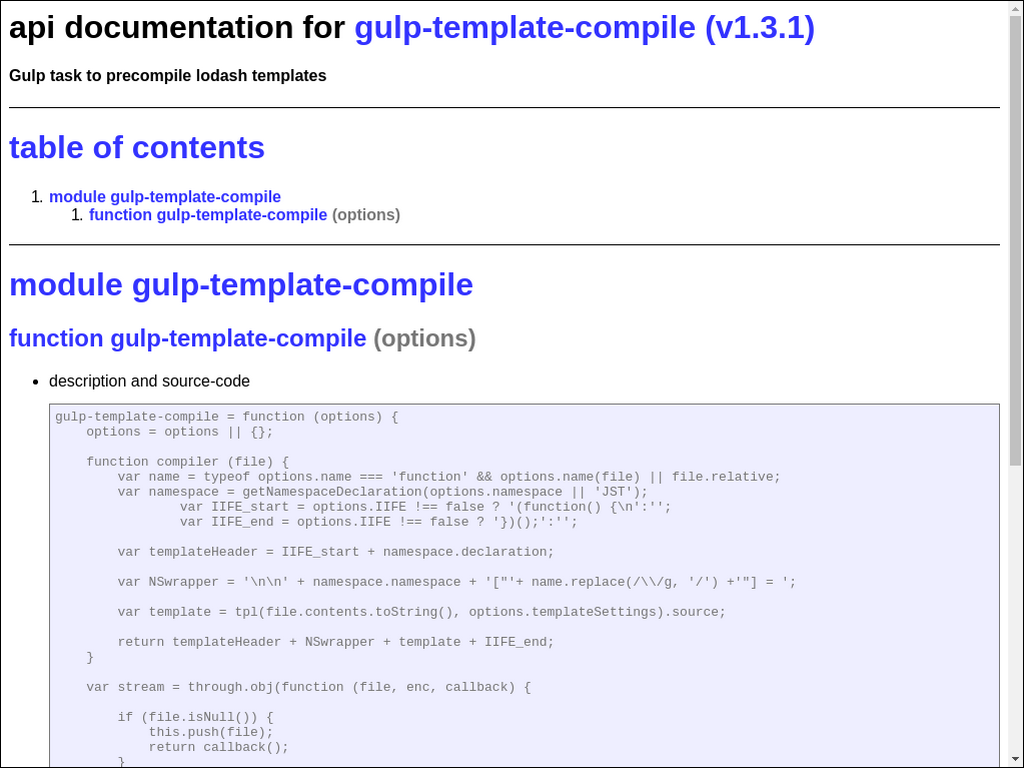 api documentation for gulp-template-compile (v1.3.1)
Gulp task to precompile lodash templates
table of contents
1. module gulp-template-compile
1. function gulp-template-compile (options)
module gulp-template-compile
function gulp-template-compile (options)
• description and source-code
gulp-template-compile = function (options) {
    options = options || {};
    function compiler (file) {
        var name = typeof options.name === 'function' && options.name(file) || file.relative;
        var namespace = getNamespaceDeclaration(options.namespace || 'JST');
                var IIFE_start = options.IIFE !== false ? '(function() {\n':'';
                var IIFE_end = options.IIFE !== false ? '})();':'';
        var templateHeader = IIFE_start + namespace.declaration;
        var NSwrapper = '\n\n' + namespace.namespace + '["'+ name.replace(/\\/g, '/') +'"] = ';
        var template = tpl(file.contents.toString(), options.templateSettings).source;
        return templateHeader + NSwrapper + template + IIFE_end;
    }
    var stream = through.obj(function (file, enc, callback) {
        if (file.isNull()) {
            this.push(file);
            return callback();
        }